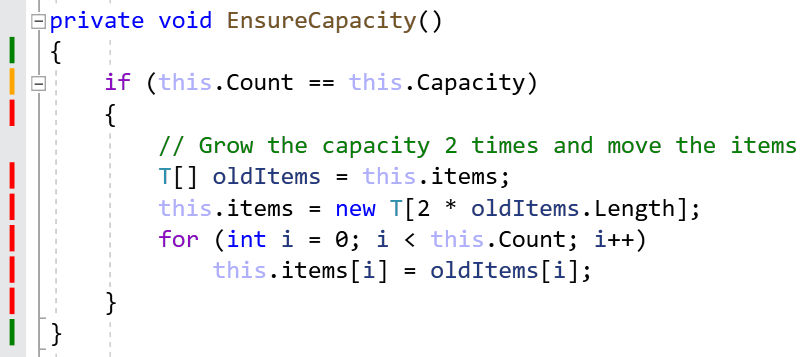 private void EnsureCapacity()
{
if (this.Count == this.Capacity)
{
// Grow the capacity 2 times and move the items
T[] oldItems = this.items;
this.items = new T[2 * oldItems.Length];
for (int i = 0; i < this.Count; i++)
this.items[i] = oldItems[i];
}
}